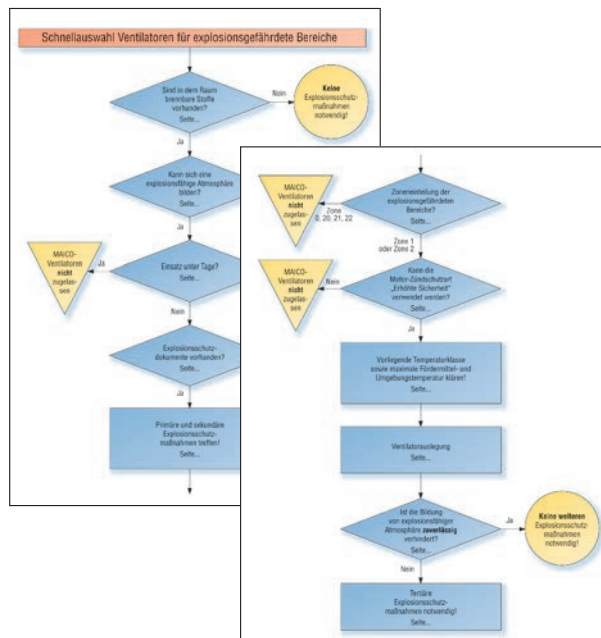 Schnellauswahl Ventilatoren für explosionsgefährdete Bereiche
Sind in dem Raum
brennbare Stoffe
vorhanden?
Seite...
Nein
Keine
Explosionsschutz-
maßnahmen
notwendig!
Ja
Kann sich eine
explosionsfähige Atmosphäre
bilden?
Seite...
Ja
MAICO-
Ventilatoren
nicht
zugelas-
sen
Ja
Einsatz unter Tage?
Seite...
Nein
Explosionsschutz-
dokumente vorhanden?
Seite...
Ja
Primäre und sekundäre
Explosionsschutz-
maßnahmen treffen!
Seite...
MAICO-
Ventilatoren
nicht
zugelas-
sen
Zone
0, 20, 21, 22
Zoneneinteilung der
explosionsgefährdeten
Bereiche?
Seite...
Zone 1
oder Zone 2
MAICO-
Ventilatoren
nicht
zugelas-
sen
Nein
Kann die
Motor-Zündschutzart
„Erhöhte Sicherheit"
verwendet werden?
Seite...
Ja
Vorliegende Temperaturklasse
sowie maximale Fördermittel- und
Umgebungstemperatur klären!
Seite...
Ventilatorauslegung
Seite...
Ist die Bildung
von explosionsfähiger
Atmosphäre zuverlässig
verhindert?
Seite...
Ja
Keine weiteren
Explosionsschutz-
maßnahmen
notwendig!
Nein
Tertiäre
Explosionsschutz-
maßnahmen notwendig!
Seite...